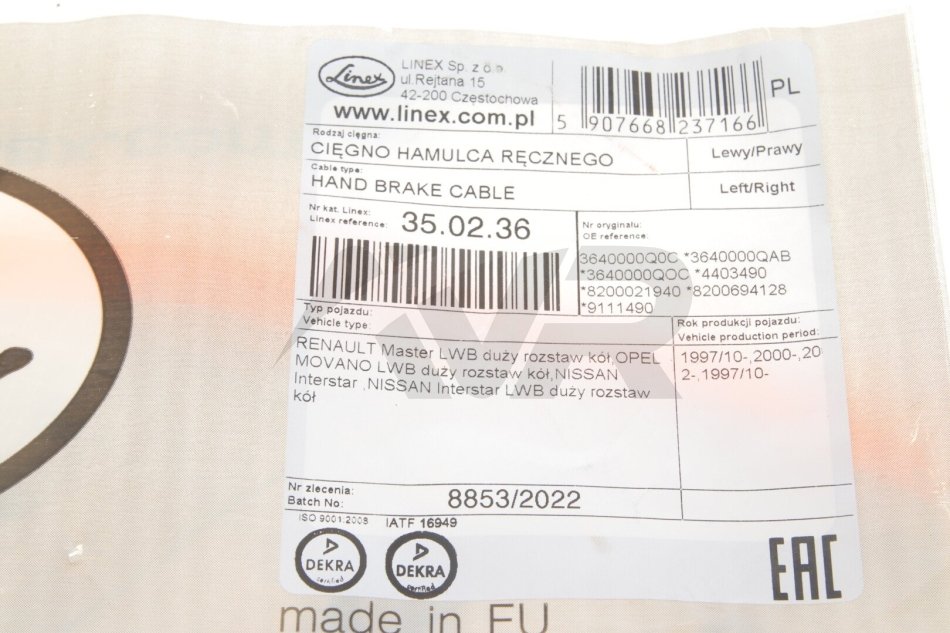 Linex
LINEX Sp. z o.o.
ul.Rejtana 15
42-200 Częstochowa
www.linex.com.pl
5 907668 237166
PL
Rodzaj cięgna:
CIĘGNO HAMULCA RĘCZNEGO
Lewy/Prawy
Cable type:
HAND BRAKE CABLE
Left/Right
Nr kat. Linex:
Linex reference:
35.02.36
Nr oryginału:
OE reference:
3640000Q0C *3640000QAB
*3640000QOC *4403490
*8200021940 *8200694128
*9111490
Typ pojazdu:
Vehicle type:
Rok produkcji pojazdu:
Vehicle production period:
RENAULT Master LWB duży rozstaw kół,OPEL
MOVANO LWB duży rozstaw kół,NISSAN
Interstar ,NISSAN Interstar LWB duży rozstaw
kół
1997/10-,2000-,20
2-,1997/10-
Nr zlecenia:
Batch No:
8853/2022
ISO 9001:2008
IATF 16949
DEKRA
certified
DEKRA
certified
EAC
made in EU